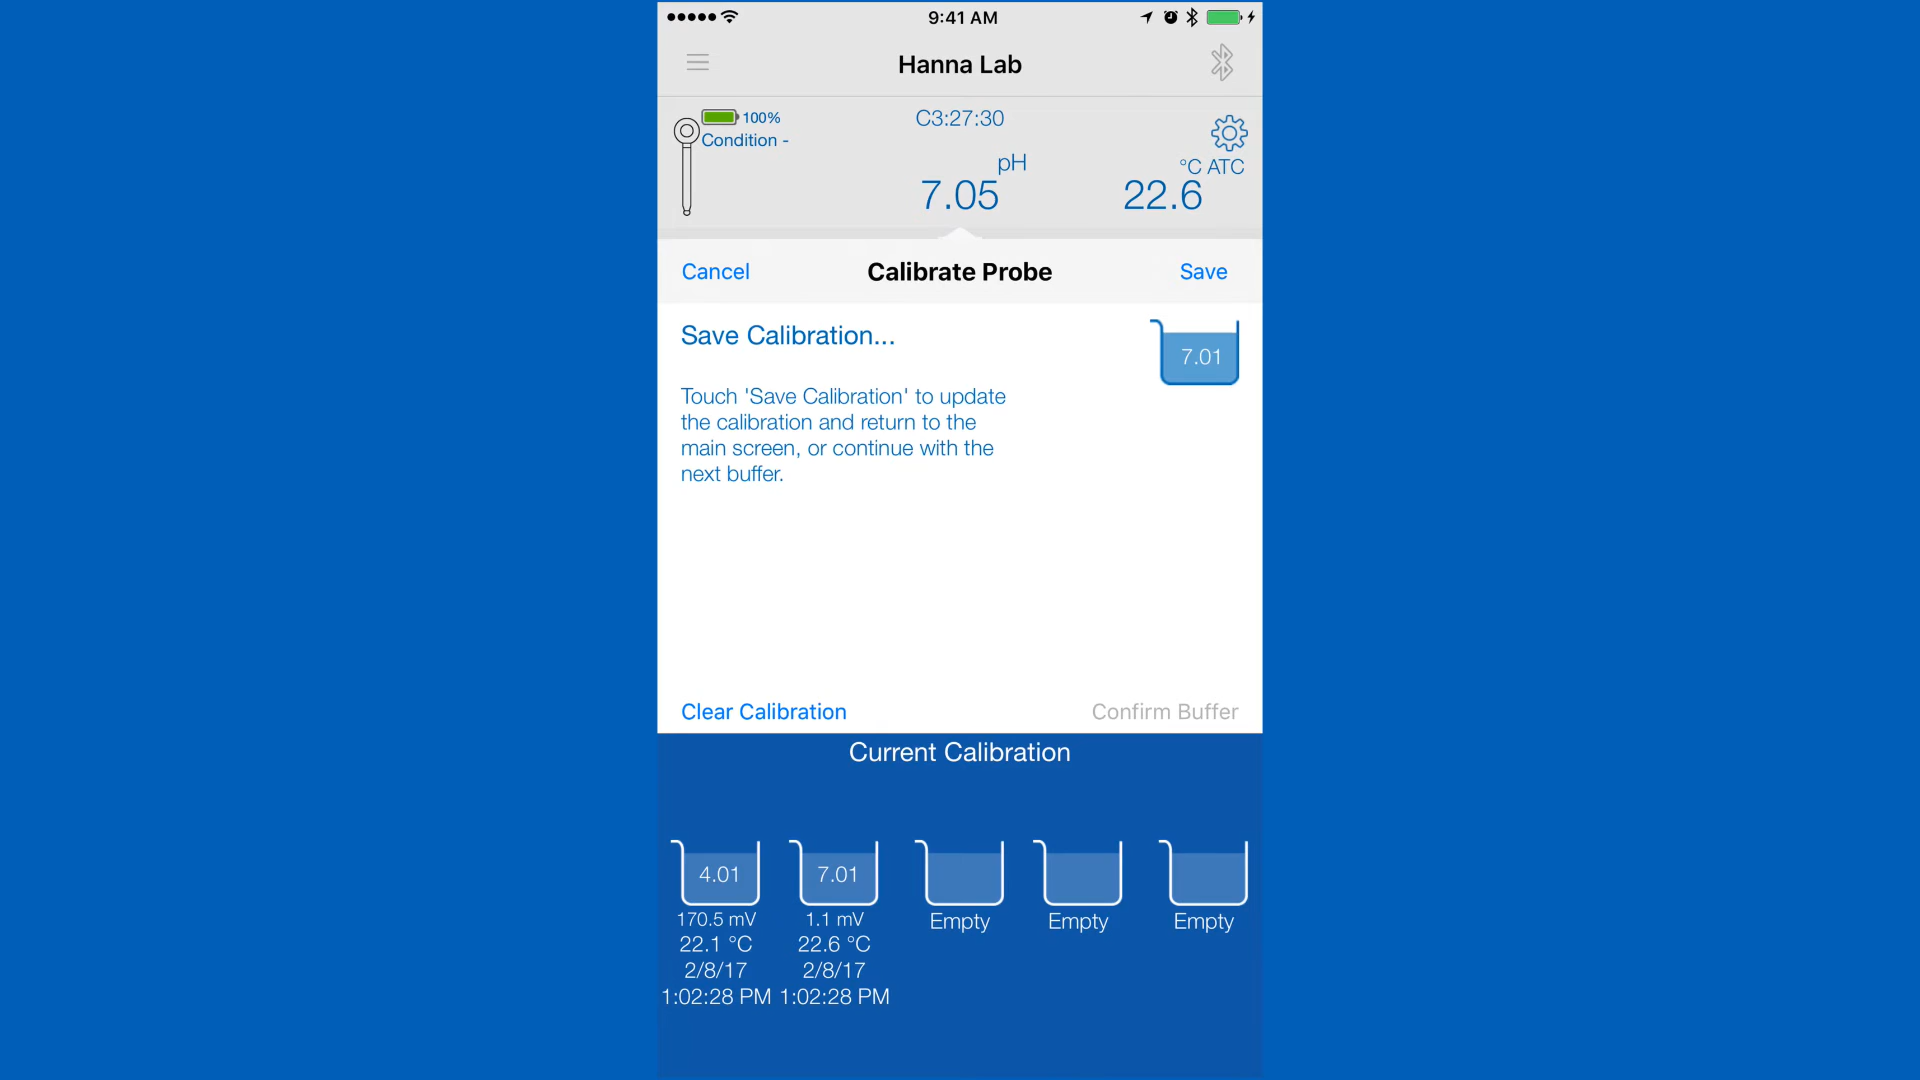 9:41 AM
Hanna Lab
100%
Condition -
C3:27:30
pH
7.05
°C ATC
22.6
Cancel
Calibrate Probe
Save
Save Calibration...
7.01
Touch 'Save Calibration' to update
the calibration and return to the
main screen, or continue with the
next buffer.
Clear Calibration
Confirm Buffer
Current Calibration
4.01
170.5 mV
22.1 °C
2/8/17
1:02:28 PM
7.01
1.1 mV
22.6 °C
2/8/17
1:02:28 PM
Empty
Empty
Empty